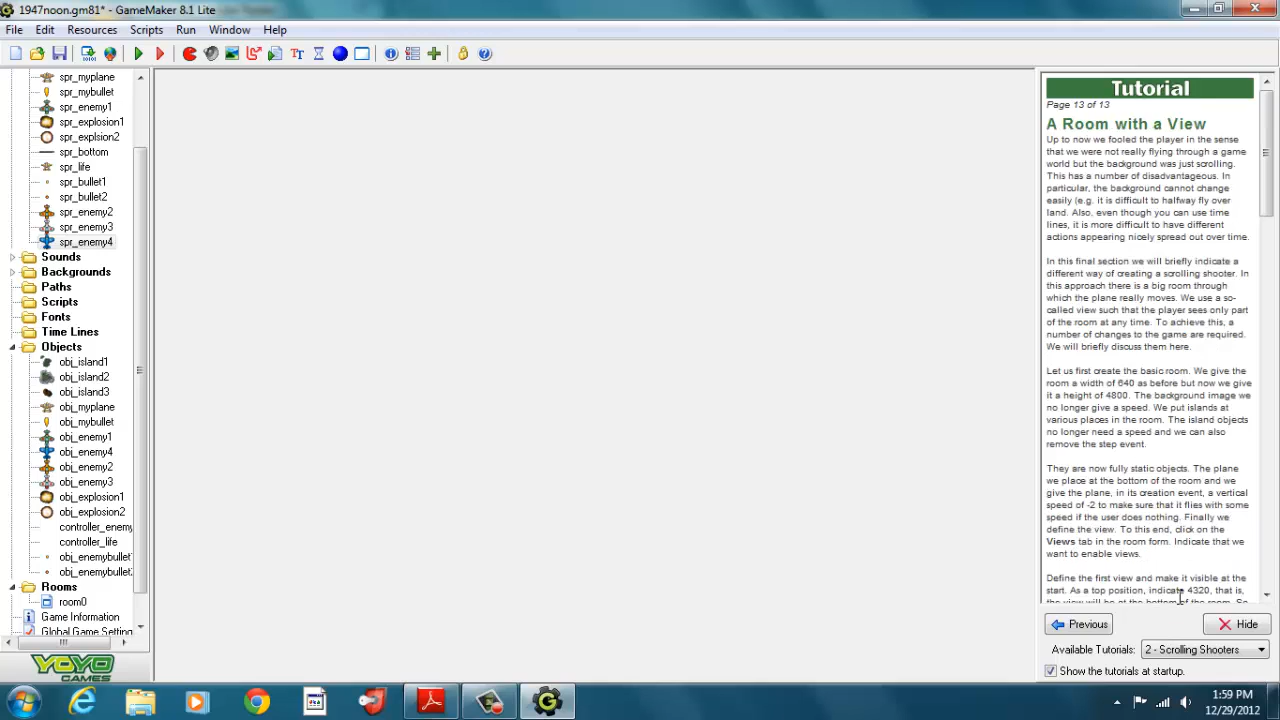 1947noon.gm81* - GameMaker 8.1 Lite
File Edit Resources Scripts Run Window Help
spr_myplane
spr_mybullet
spr_enemy1
spr_explosion1
spr_explsion2
spr_bottom
spr_life
spr_bullet1
spr_bullet2
spr_enemy2
spr_enemy3
spr_enemy4
Sounds
Backgrounds
Paths
Scripts
Fonts
Time Lines
Objects
obj_island1
obj_island2
obj_island3
obj_myplane
obj_mybullet
obj_enemy1
obj_enemy4
obj_enemy2
obj_enemy3
obj_explosion1
obj_explosion2
controller_enemy
controller_life
obj_enemybullet
obj_enemybullet
Rooms
room0
Game Information
Global Game Settin
YOYO
GAMES
Tutorial
Page 13 of 13
A Room with a View
Up to now we fooled the player in the sense
that we were not really flying through a game
world but the background was just scrolling.
This has a number of disadvantageous. In
particular, the background cannot change
easily (e.g. it is difficult to halfway fly over
land. Also, even though you can use time
lines, it is more difficult to have different
actions appearing nicely spread out over time.
In this final section we will briefly indicate a
different way of creating a scrolling shooter. In
this approach there is a big room through
which the plane really moves. We use a so-
called view such that the player sees only part
of the room at any time. To achieve this, a
number of changes to the game are required.
We will briefly discuss them here.
Let us first create the basic room. We give the
room a width of 640 as before but now we give
it a height of 4800. The background image we
no longer give a speed. We put islands at
various places in the room. The island objects
no longer need a speed and we can also
remove the step event.
They are now fully static objects. The plane
we place at the bottom of the room and we
give the plane, in its creation event, a vertical
speed of -2 to make sure that it flies with some
speed if the user does nothing. Finally we
define the view. To this end, click on the
Views tab in the room form. Indicate that we
want to enable views.
Define the first view and make it visible at the
start. As a top position, indicate 4320, that is,
the view will be at the bottom of the room. So
Previous
Hide
Available Tutorials: 2 - Scrolling Shooters
Show the tutorials at startup.
1:59 PM
12/29/2012